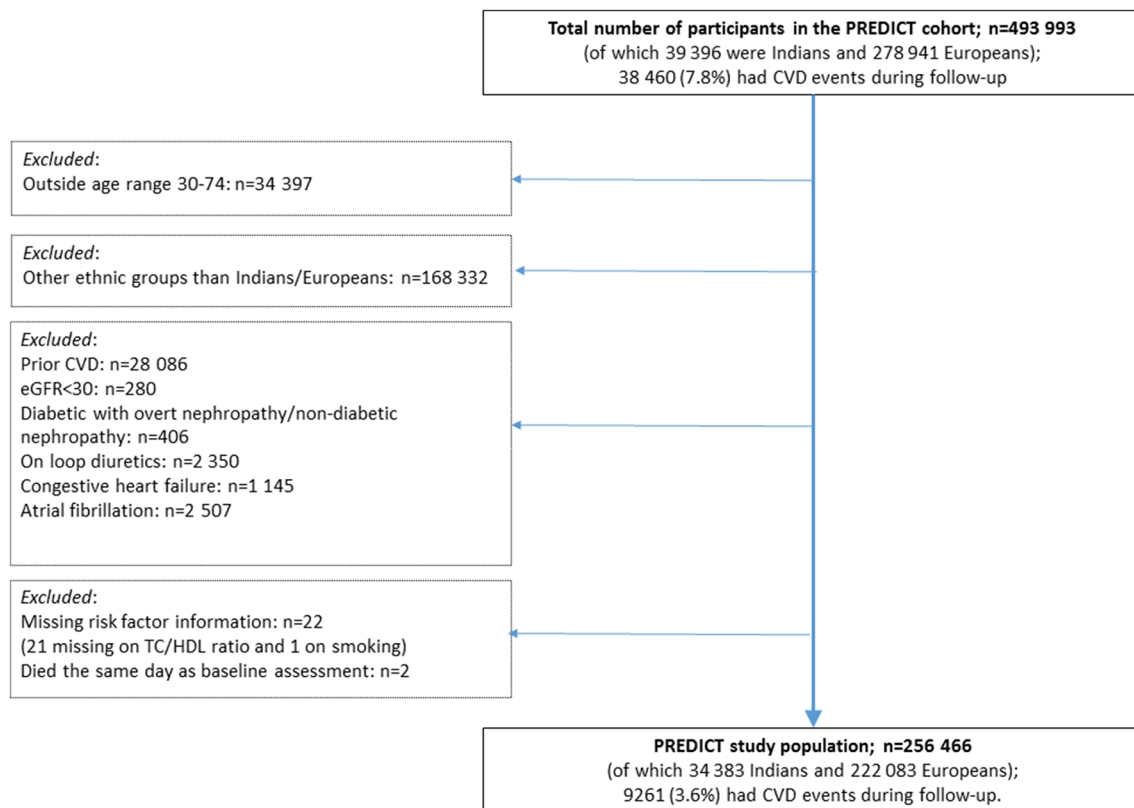 Total number of participants in the PREDICT cohort; n=493 993
(of which 39 396 were Indians and 278 941 Europeans);
38 460 (7.8%) had CVD events during follow-up
Excluded:
Outside age range 30-74: n=34 397
Excluded:
Other ethnic groups than Indians/Europeans: n=168 332
Excluded:
Prior CVD: n=28 086
eGFR<30: n=280
Diabetic with overt nephropathy/non-diabetic
nephropathy: n=406
On loop diuretics: n=2 350
Congestive heart failure: n=1 145
Atrial fibrillation: n=2 507
Excluded:
Missing risk factor information: n=22
(21 missing on TC/HDL ratio and 1 on smoking)
Died the same day as baseline assessment: n=2
PREDICT study population; n=256 466
(of which 34 383 Indians and 222 083 Europeans);
9261 (3.6%) had CVD events during follow-up.